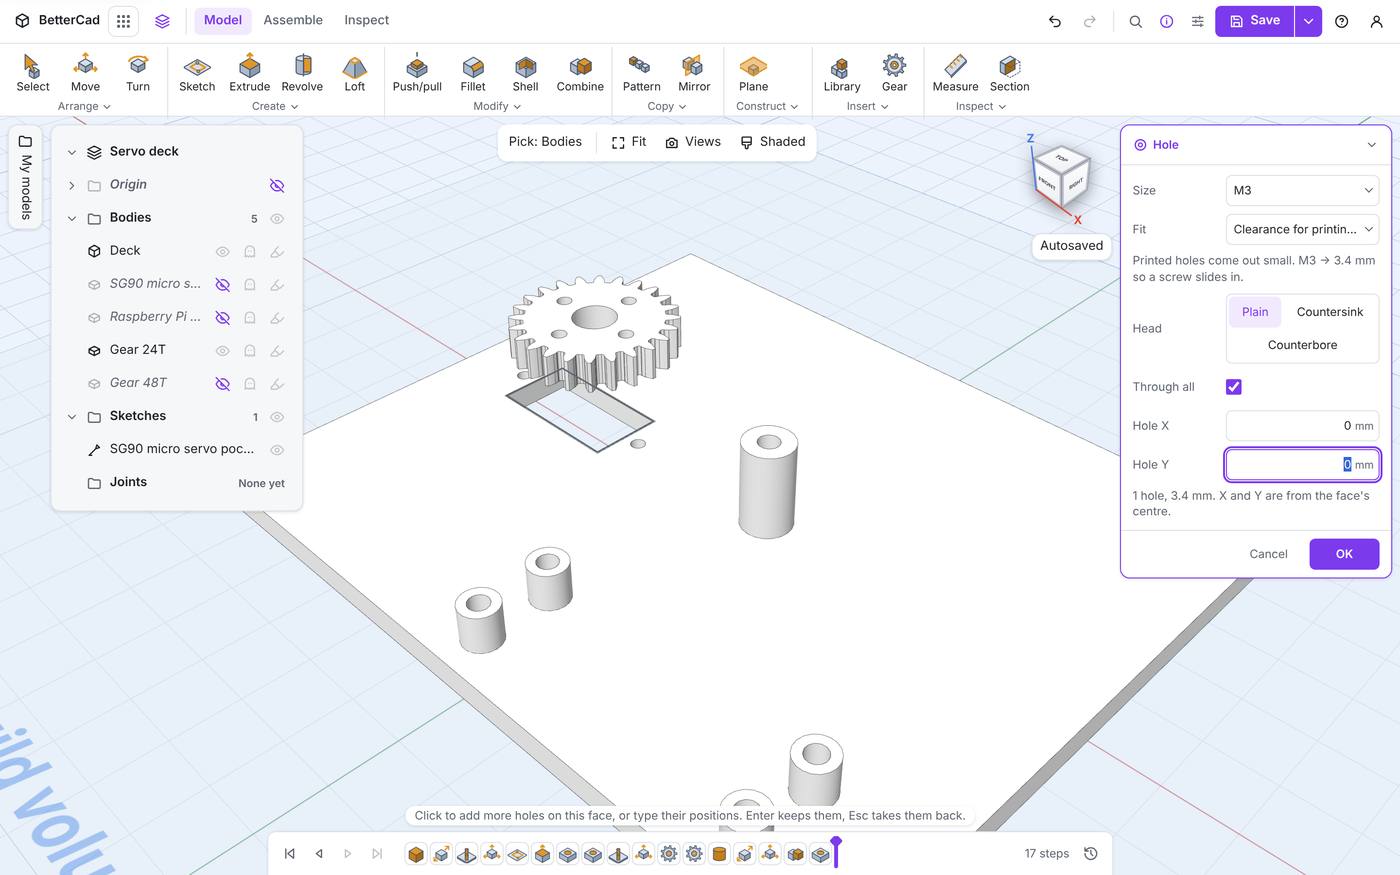 BetterCad
Model
Assemble
Inspect
Save
Select
Move
Turn
Sketch
Extrude
Revolve
Loft
Push/pull
Fillet
Shell
Combine
Pattern
Mirror
Plane
Library
Gear
Measure
Section
Arrange
Create
Modify
Copy
Construct
Insert
Inspect
My models
Servo deck
Origin
Bodies 5
Deck
SG90 micro s...
Raspberry Pi ...
Gear 24T
Gear 48T
Sketches 1
SG90 micro servo poc...
Joints None yet
Pick: Bodies
Fit
Views
Shaded
Z
TOP
FRONT
RIGHT
X
Autosaved
Hole
Size M3
Fit Clearance for printin...
Printed holes come out small. M3 → 3.4 mm
so a screw slides in.
Head
Plain
Countersink
Counterbore
Through all
Hole X 0 mm
Hole Y 0 mm
1 hole, 3.4 mm. X and Y are from the face's
centre.
Cancel
OK
ild volu
Click to add more holes on this face, or type their positions. Enter keeps them, Esc takes them back.
17 steps